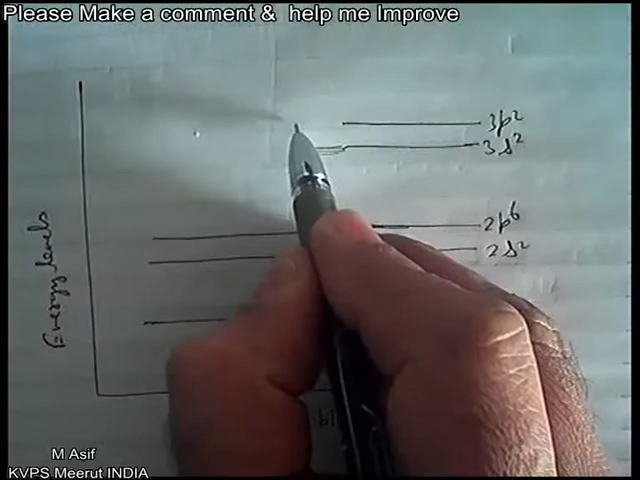 Please Make a comment & help me Improve
3p²
3s²
2p⁶
2s²
Energy levels
M Asif
KVPS Meerut INDIA